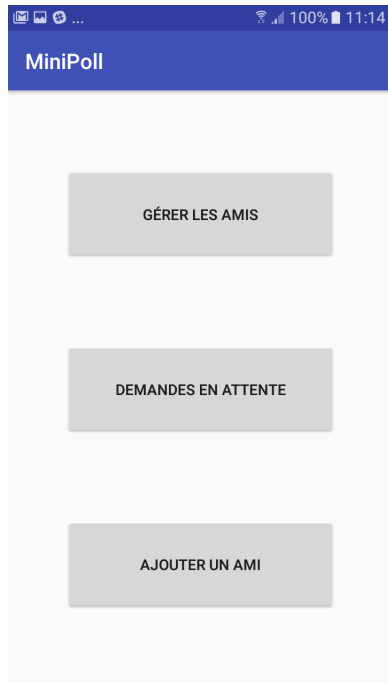 ... 100% 11:14
MiniPoll
GÉRER LES AMIS
DEMANDES EN ATTENTE
AJOUTER UN AMI